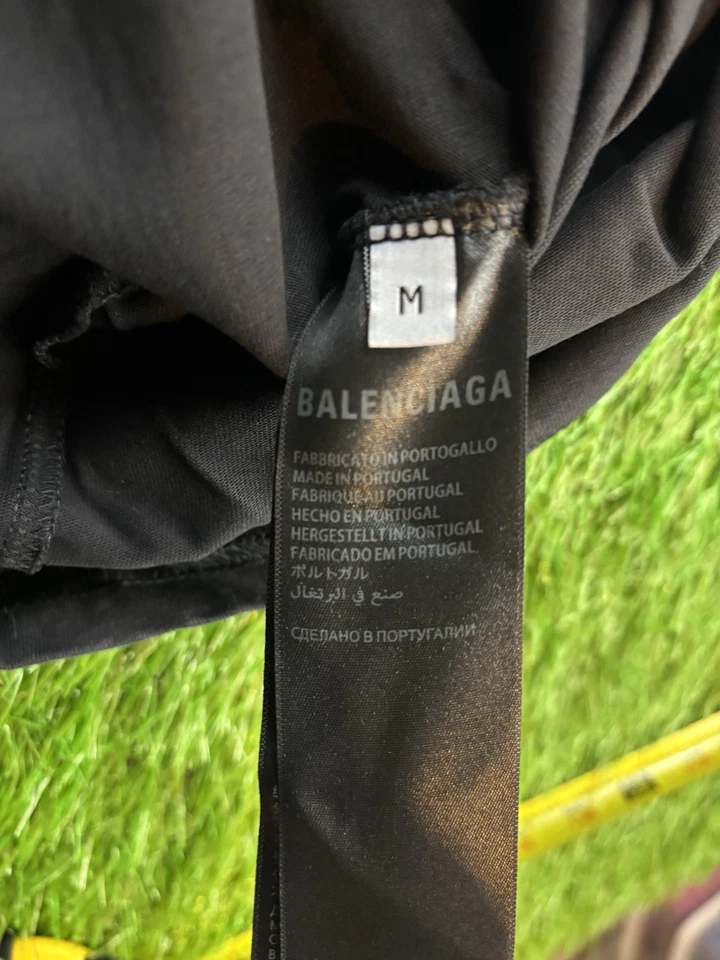 M
BALENCIAGA
FABBRICATO IN PORTOGALLO
MADE IN PORTUGAL
FABRIQUE AU PORTUGAL
HECHO EN PORTUGAL
HERGESTELLT IN PORTUGAL
FABRICADO EM PORTUGAL
ポルトガル
صنع في البرتغال
СДЕЛАНО В ПОРТУГАЛИИ